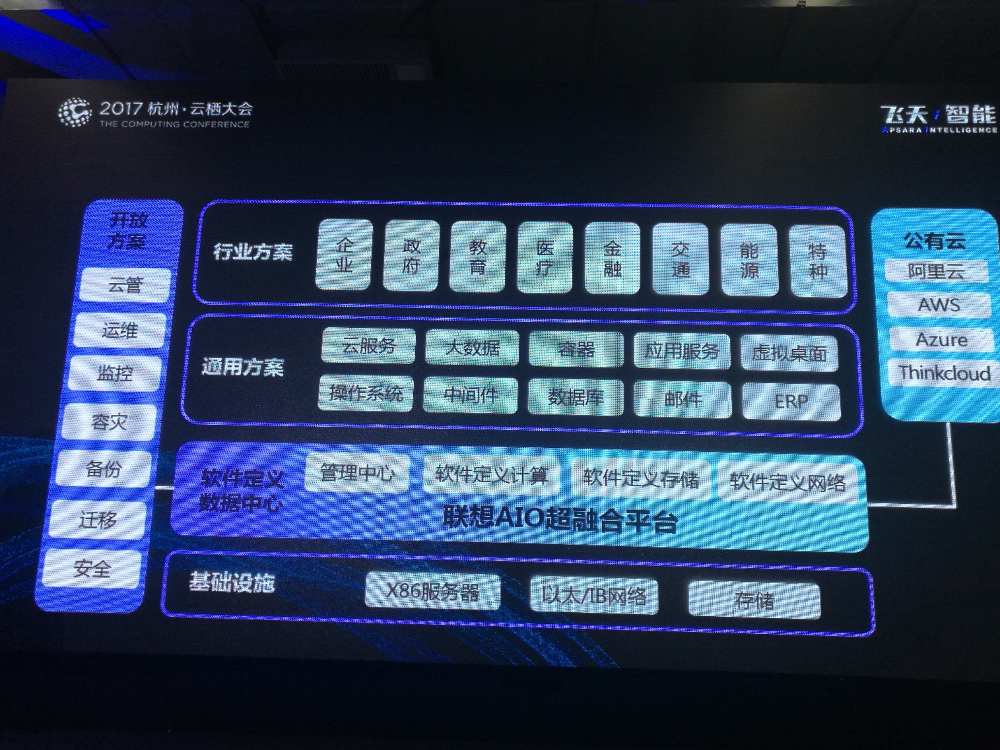 2017 杭州·云栖大会
THE COMPUTING CONFERENCE
飞天·智能
APSARA INTELLIGENCE
开放
方案
云管
运维
监控
容灾
备份
迁移
安全
行业方案
企业
政府
教育
医疗
金融
交通
能源
特种
通用方案
云服务
大数据
容器
应用服务
虚拟桌面
操作系统
中间件
数据库
邮件
ERP
软件定义
数据中心
管理中心
软件定义计算
软件定义存储
软件定义网络
联想AIO超融合平台
基础设施
X86服务器
以太/IB网络
存储
公有云
阿里云
AWS
Azure
Thinkcloud